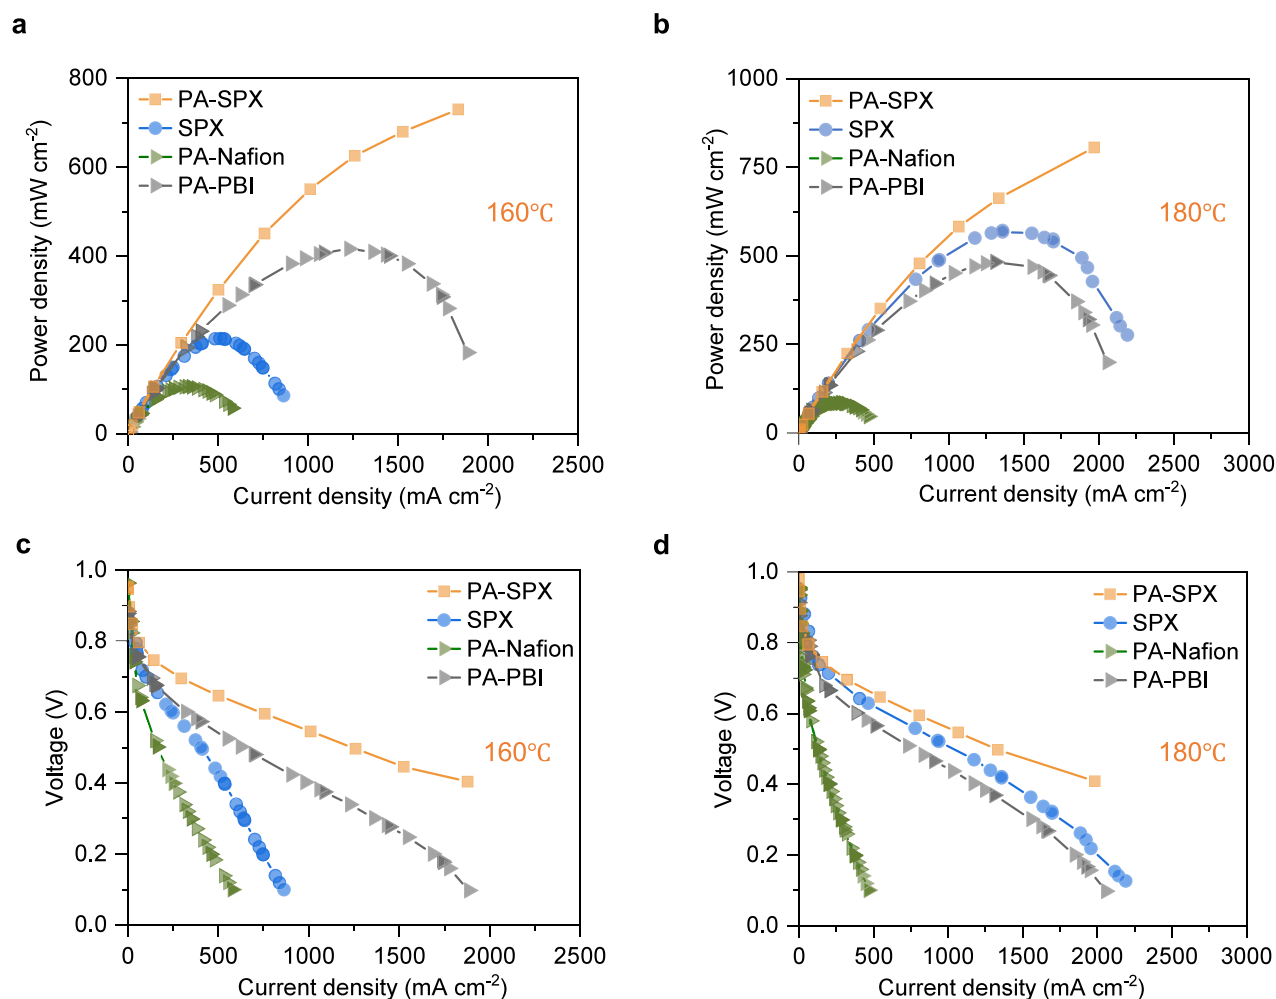 a
800
600
400
200
0
Power density (mW cm⁻²)
PA-SPX
SPX
PA-Nafion
PA-PBI
160℃
0 500 1000 1500 2000 2500
Current density (mA cm⁻²)
b
1000
750
500
250
0
Power density (mW cm⁻²)
PA-SPX
SPX
PA-Nafion
PA-PBI
180℃
0 500 1000 1500 2000 2500 3000
Current density (mA cm⁻²)
c
1.0
0.8
0.6
0.4
0.2
0.0
Voltage (V)
PA-SPX
SPX
PA-Nafion
PA-PBI
160℃
500 1000 1500 2000 2500
Current density (mA cm⁻²)
d
1.0
0.8
0.6
0.4
0.2
0.0
Voltage (V)
PA-SPX
SPX
PA-Nafion
PA-PBI
180℃
500 1000 1500 2000 2500 3000
Current density (mA cm⁻²)